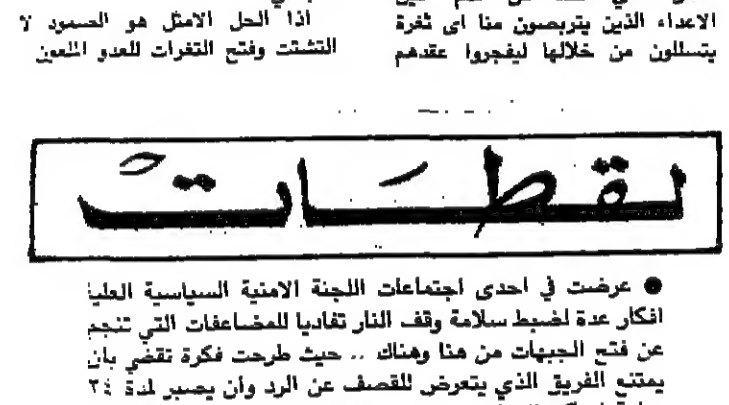 اذا الحل الامثل هو الصمود لا
التشتت وفتح الثغرات للعدو اللعين
الاعداء الذين يتربصون منا اى ثغرة
يتسللون من خلالها ليفجروا عقدهم
لقطات
● عرضت في احدى اجتماعات اللجنة الامنية السياسية العليا
افكار عدة لضبط سلامة وقف النار تفاديا للمضاعفات التي تنجم
عن فتح الجبهات من هنا وهناك .. حيث طرحت فكرة تقضي بان
يمتنع الفريق الذي يتعرض للقصف عن الرد وان يصبر لمدة ٢٤